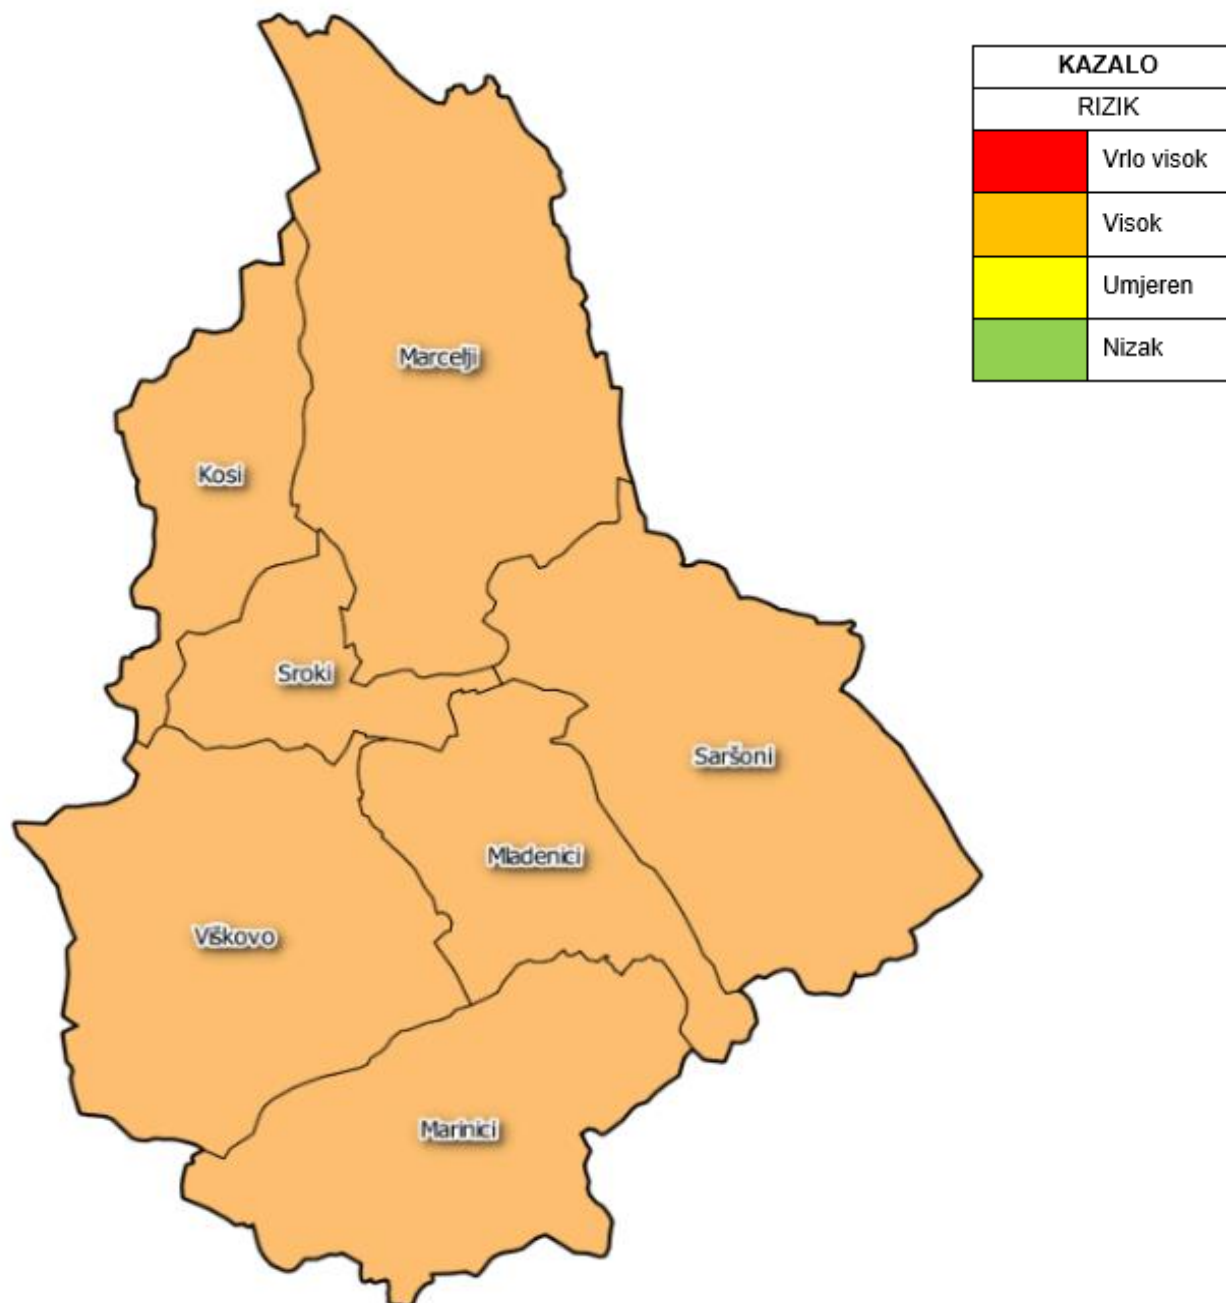 KAZALO
RIZIK
Vrlo visok
Visok
Umjeren
Nizak
Marcelji
Kosi
Sroki
Saršoni
Mladenici
Viškovo
Marinici